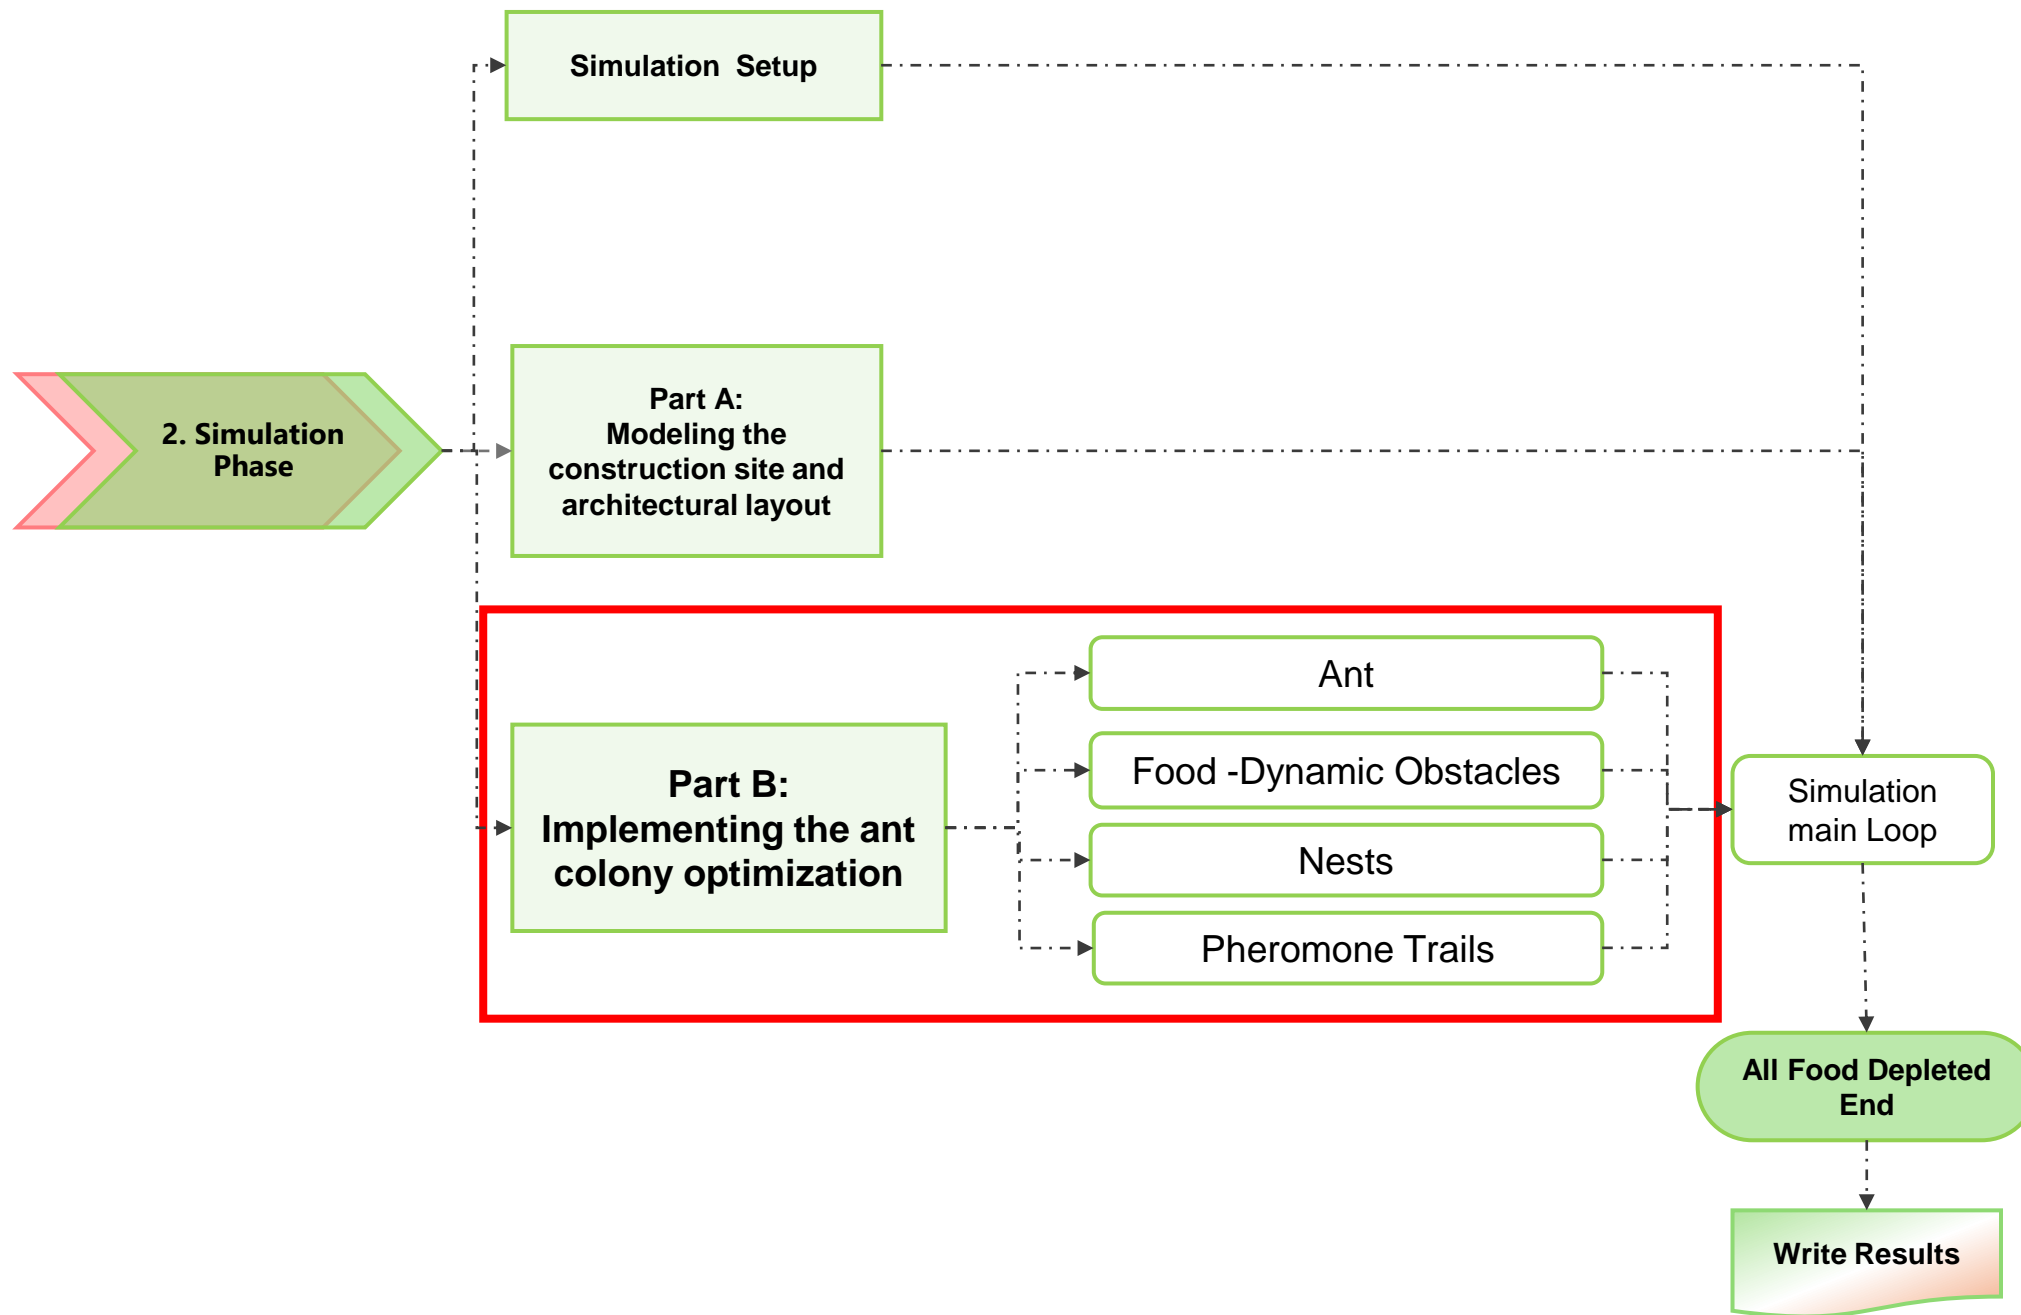 Simulation Setup
2. Simulation
Phase
Part A:
Modeling the
construction site and
architectural layout
Part B:
Implementing the ant
colony optimization
Ant
Food -Dynamic Obstacles
Nests
Pheromone Trails
Simulation
main Loop
All Food Depleted
End
Write Results